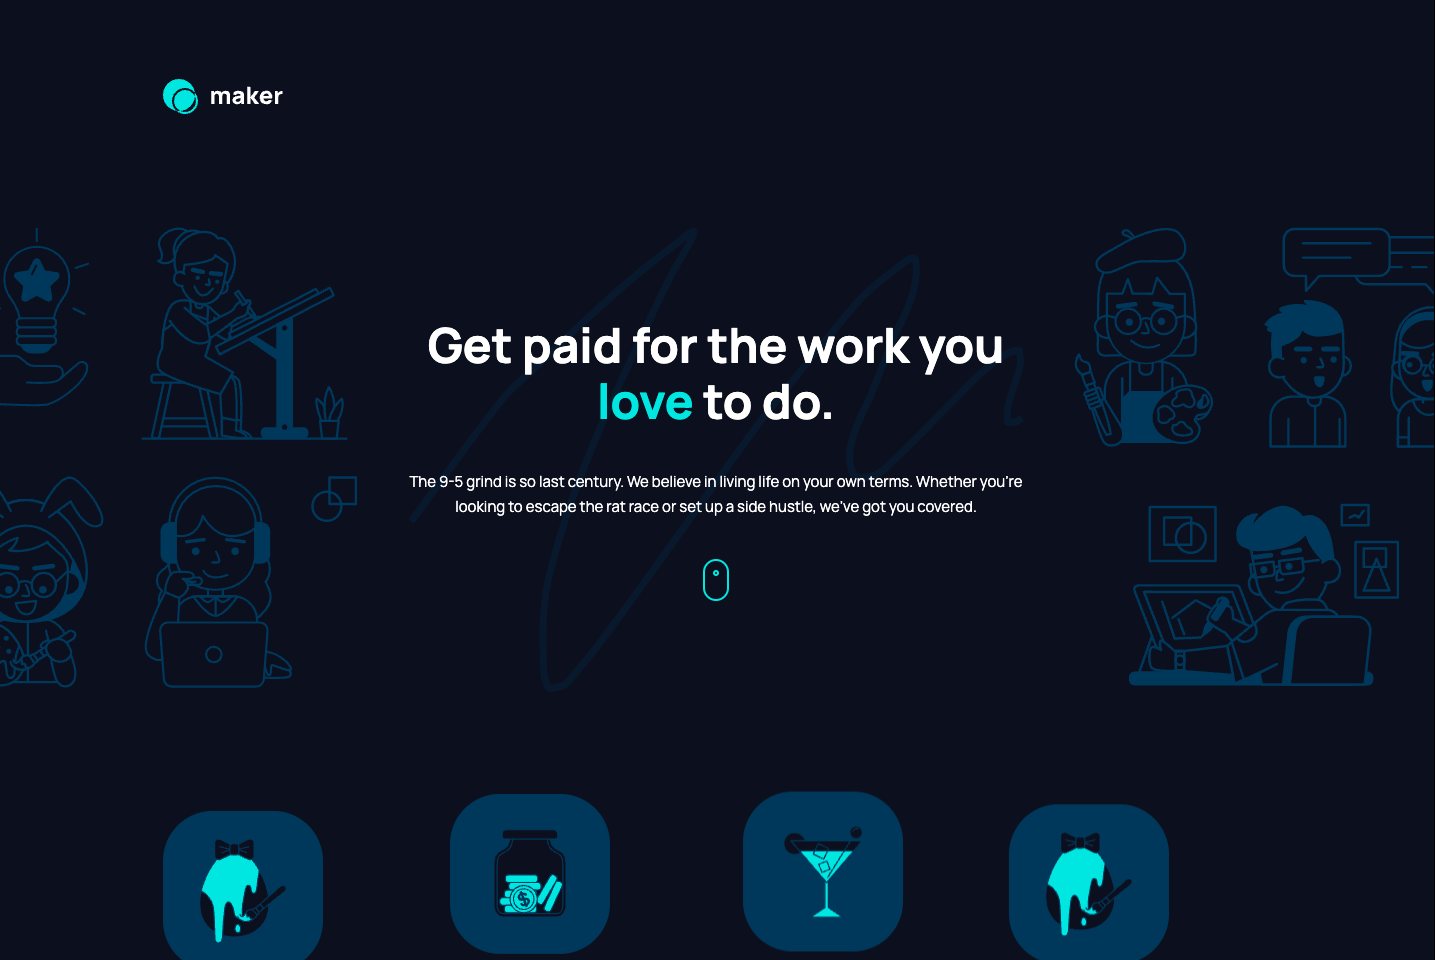 maker
Get paid for the work you
love to do.
The 9-5 grind is so last century. We believe in living life on your own terms. Whether you're
looking to escape the rat race or set up a side hustle, we've got you covered.
$